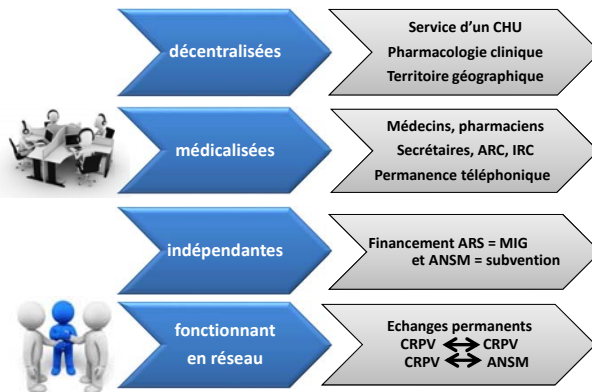 décentralisées
Service d'un CHU
Pharmacologie clinique
Territoire géographique
médicalisées
Médecins, pharmaciens
Secrétaires, ARC, IRC
Permanence téléphonique
indépendantes
Financement ARS = MIG
et ANSM = subvention
fonctionnant
en réseau
Echanges permanents
CRPV CRPV
CRPV ANSM